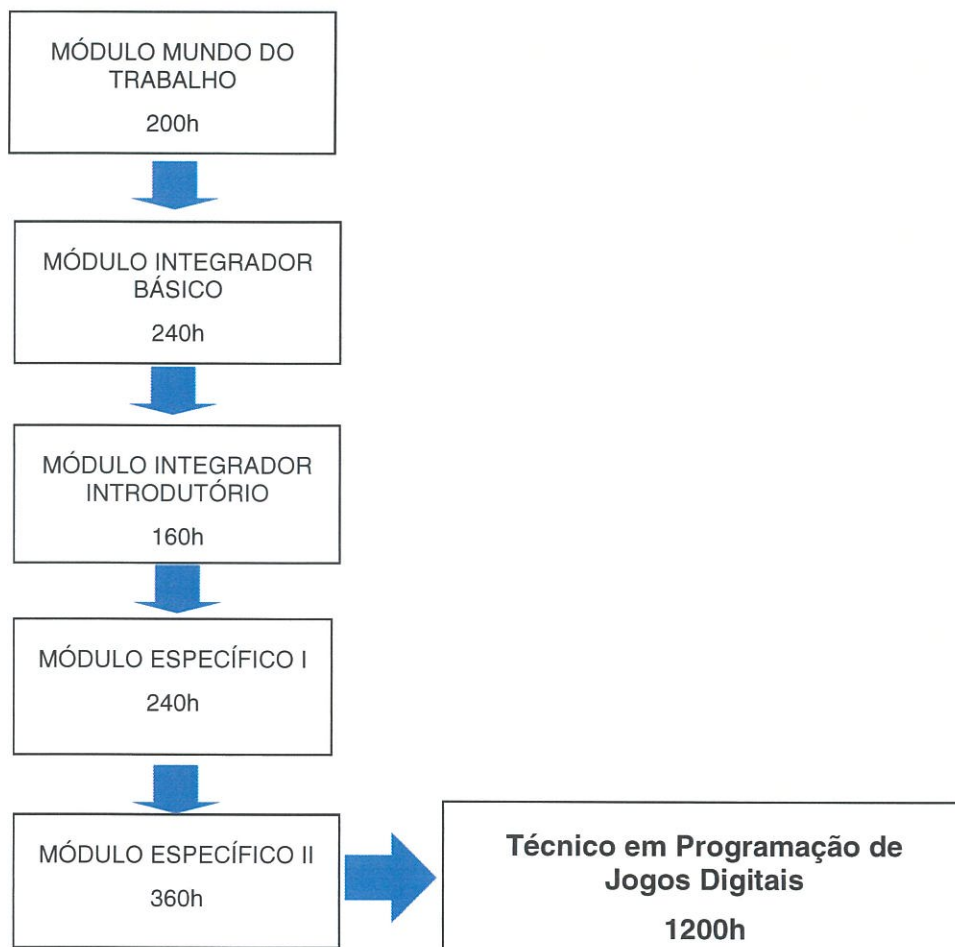 MÓDULO MUNDO DO
TRABALHO
200h
MÓDULO INTEGRADOR
BÁSICO
240h
MÓDULO INTEGRADOR
INTRODUTÓRIO
160h
MÓDULO ESPECÍFICO I
240h
MÓDULO ESPECÍFICO II
360h
Técnico em Programação de
Jogos Digitais
1200h